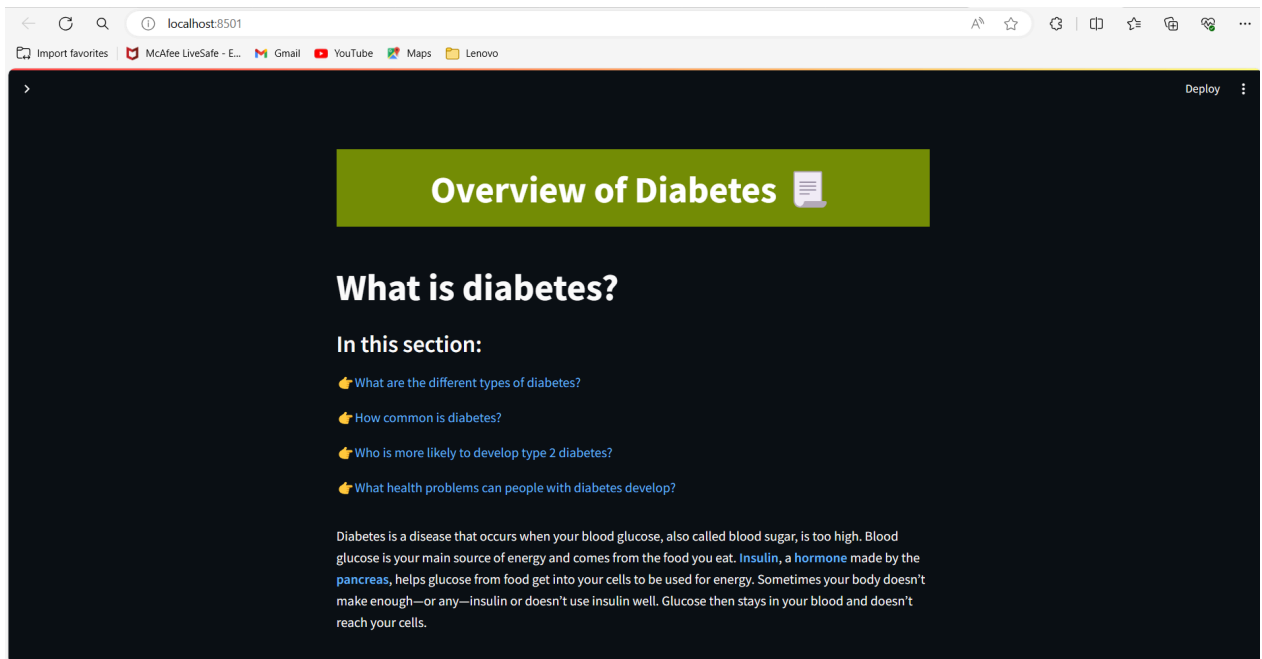 localhost:8501
Import favorites McAfee LiveSafe - E... Gmail YouTube Maps Lenovo
Deploy
Overview of Diabetes
What is diabetes?
In this section:
What are the different types of diabetes?
How common is diabetes?
Who is more likely to develop type 2 diabetes?
What health problems can people with diabetes develop?
Diabetes is a disease that occurs when your blood glucose, also called blood sugar, is too high. Blood
glucose is your main source of energy and comes from the food you eat. Insulin, a hormone made by the
pancreas, helps glucose from food get into your cells to be used for energy. Sometimes your body doesn’t
make enough—or any—insulin or doesn’t use insulin well. Glucose then stays in your blood and doesn’t
reach your cells.